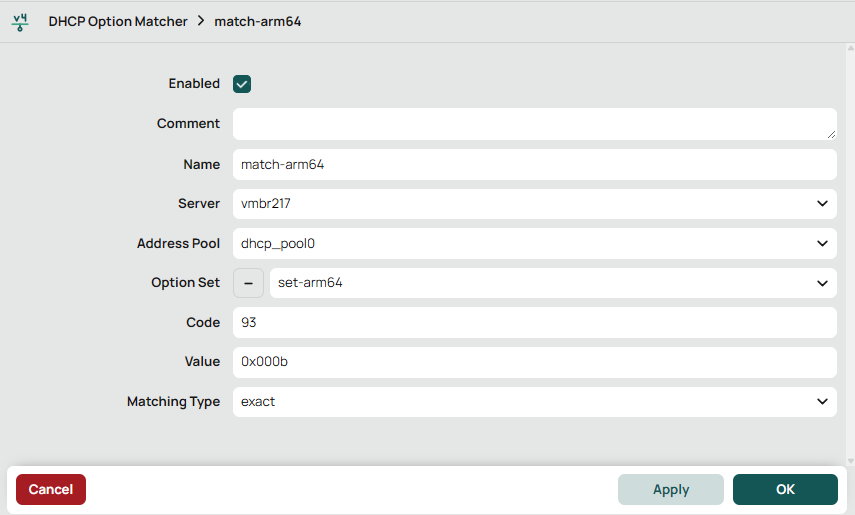 v4 DHCP Option Matcher > match-arm64
Enabled
Comment
Name match-arm64
Server vmbr217
Address Pool dhcp_pool0
Option Set − set-arm64
Code 93
Value 0x000b
Matching Type exact
Cancel Apply OK